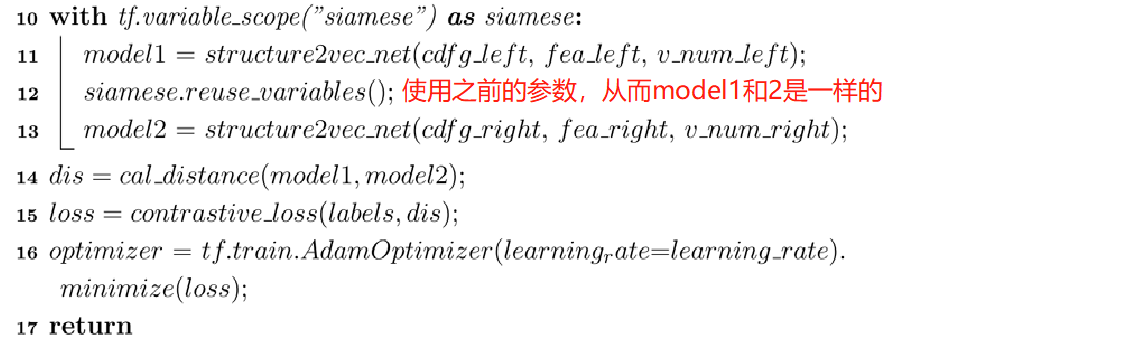 10 with tf.variable_scope("siamese") as siamese:
11 model1 = structure2vec_net(cdfg_left, fea_left, v_num_left);
12 siamese.reuse_variables(); 使用之前的参数，从而model1和2是一样的
13 model2 = structure2vec_net(cdfg_right, fea_right, v_num_right);
14 dis = cal_distance(model1, model2);
15 loss = contrastive_loss(labels, dis);
16 optimizer = tf.train.AdamOptimizer(learning_rate=learning_rate).
minimize(loss);
17 return